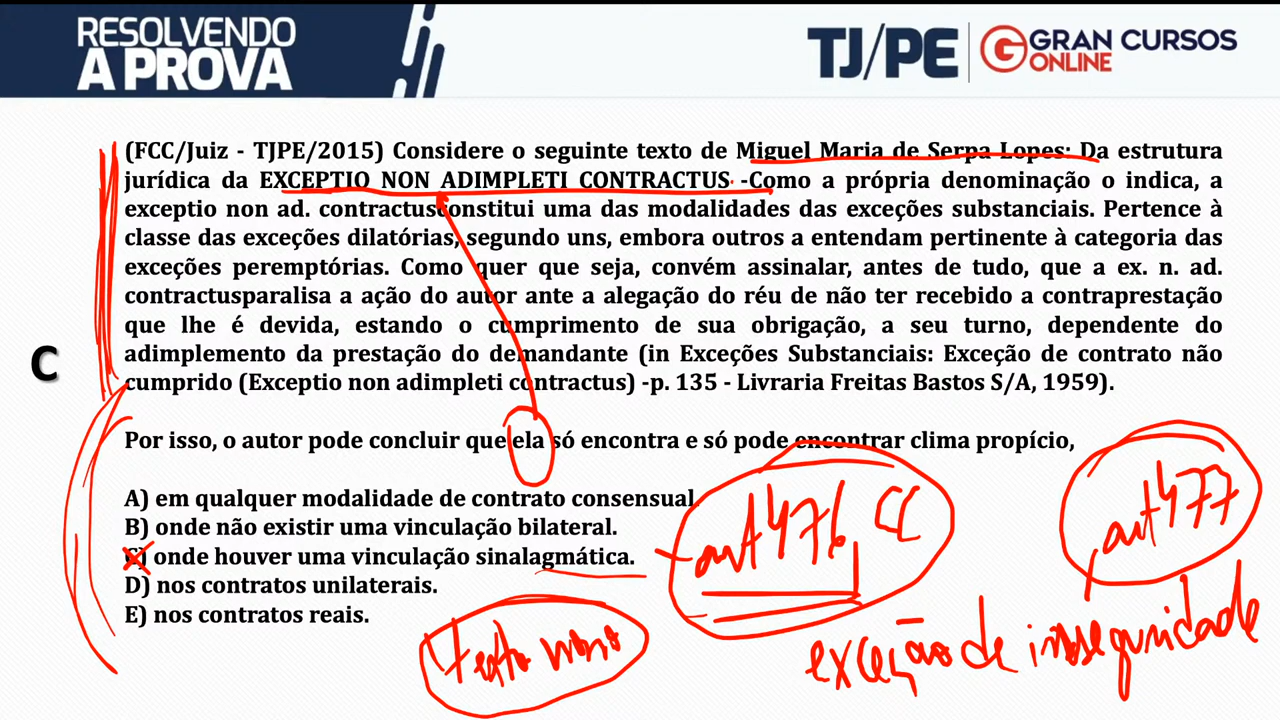 RESOLVENDO
A PROVA
TJ/PE
GRAN CURSOS
ONLINE
(FCC/Juiz - TJPE/2015) Considere o seguinte texto de Miguel Maria de Serpa Lopes: Da estrutura
jurídica da EXCEPTIO NON ADIMPLETI CONTRACTUS -Como a própria denominação o indica, a
exceptio non ad. contractusconstitui uma das modalidades das exceções substanciais. Pertence à
classe das exceções dilatórias, segundo uns, embora outros a entendam pertinente à categoria das
exceções peremptórias. Como quer que seja, convém assinalar, antes de tudo, que a ex. n. ad.
contractusparalisa a ação do autor ante a alegação do réu de não ter recebido a contraprestação
que lhe é devida, estando o cumprimento de sua obrigação, a seu turno, dependente do
adimplemento da prestação do demandante (in Exceções Substanciais: Exceção de contrato não
cumprido (Exceptio non adimpleti contractus) -p. 135 - Livraria Freitas Bastos S/A, 1959).
C
Por isso, o autor pode concluir que ela só encontra e só pode encontrar clima propício,
A) em qualquer modalidade de contrato consensual.
B) onde não existir uma vinculação bilateral.
C) onde houver uma vinculação sinalagmática.
D) nos contratos unilaterais.
E) nos contratos reais.
art 476, CC
art 477
exceção de inseguridade
texto